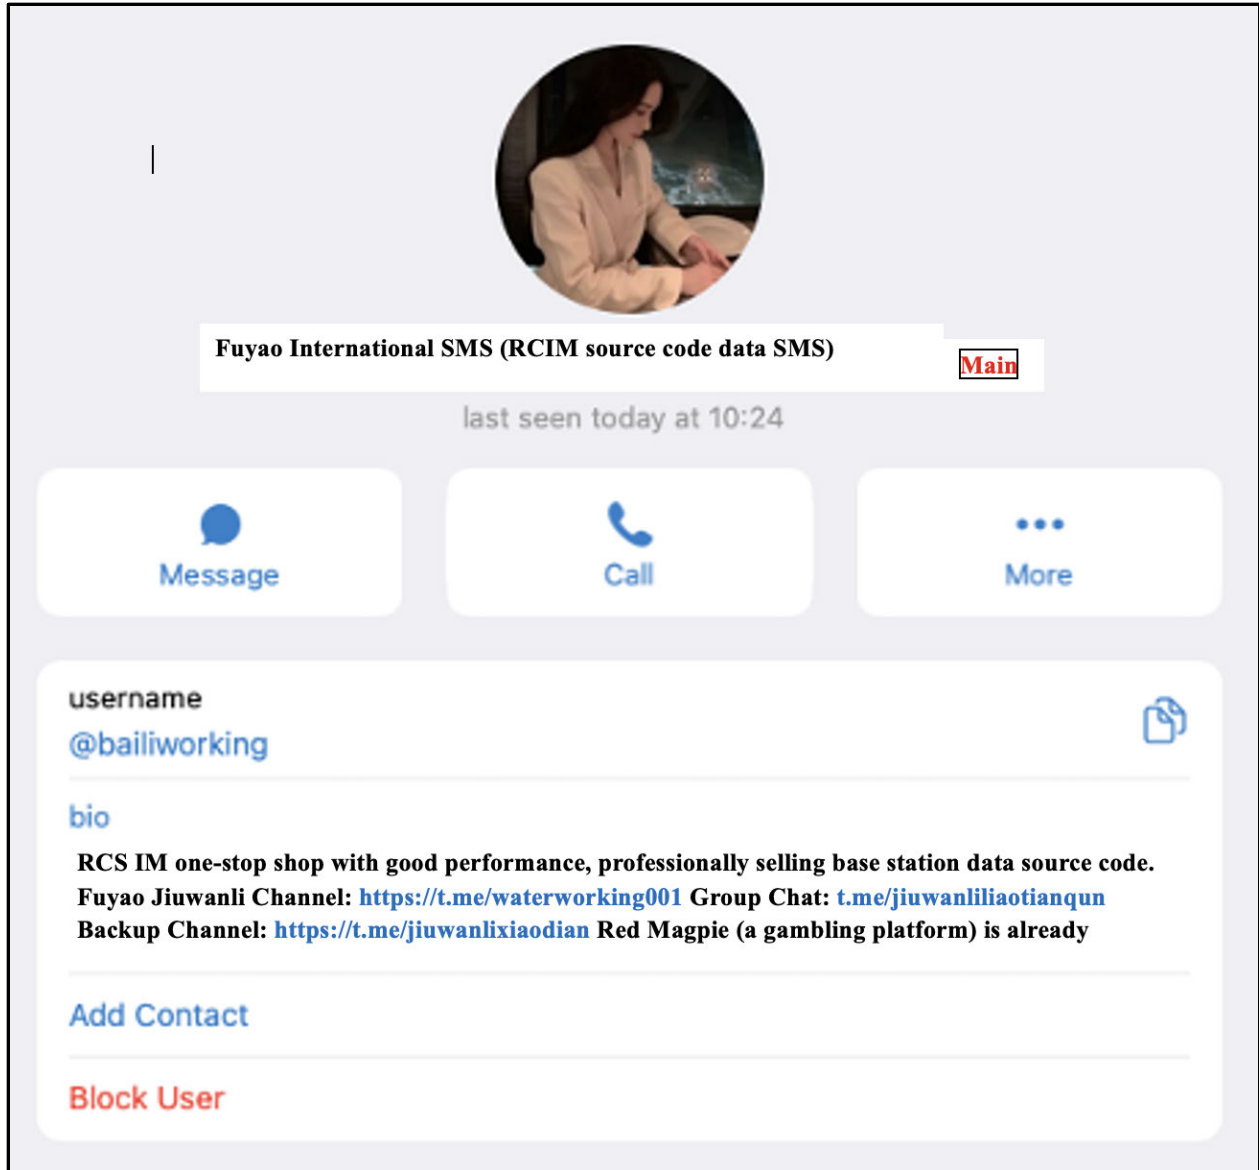 Fuyao International SMS (RCIM source code data SMS)
Main
last seen today at 10:24
Message
Call
More
username
@bailiworking
bio
RCS IM one-stop shop with good performance, professionally selling base station data source code.
Fuyao Jiuwanli Channel: https://t.me/waterworking001 Group Chat: t.me/jiuwanliliaotianqun
Backup Channel: https://t.me/jiuwanlixiaodian Red Magpie (a gambling platform) is already
Add Contact
Block User